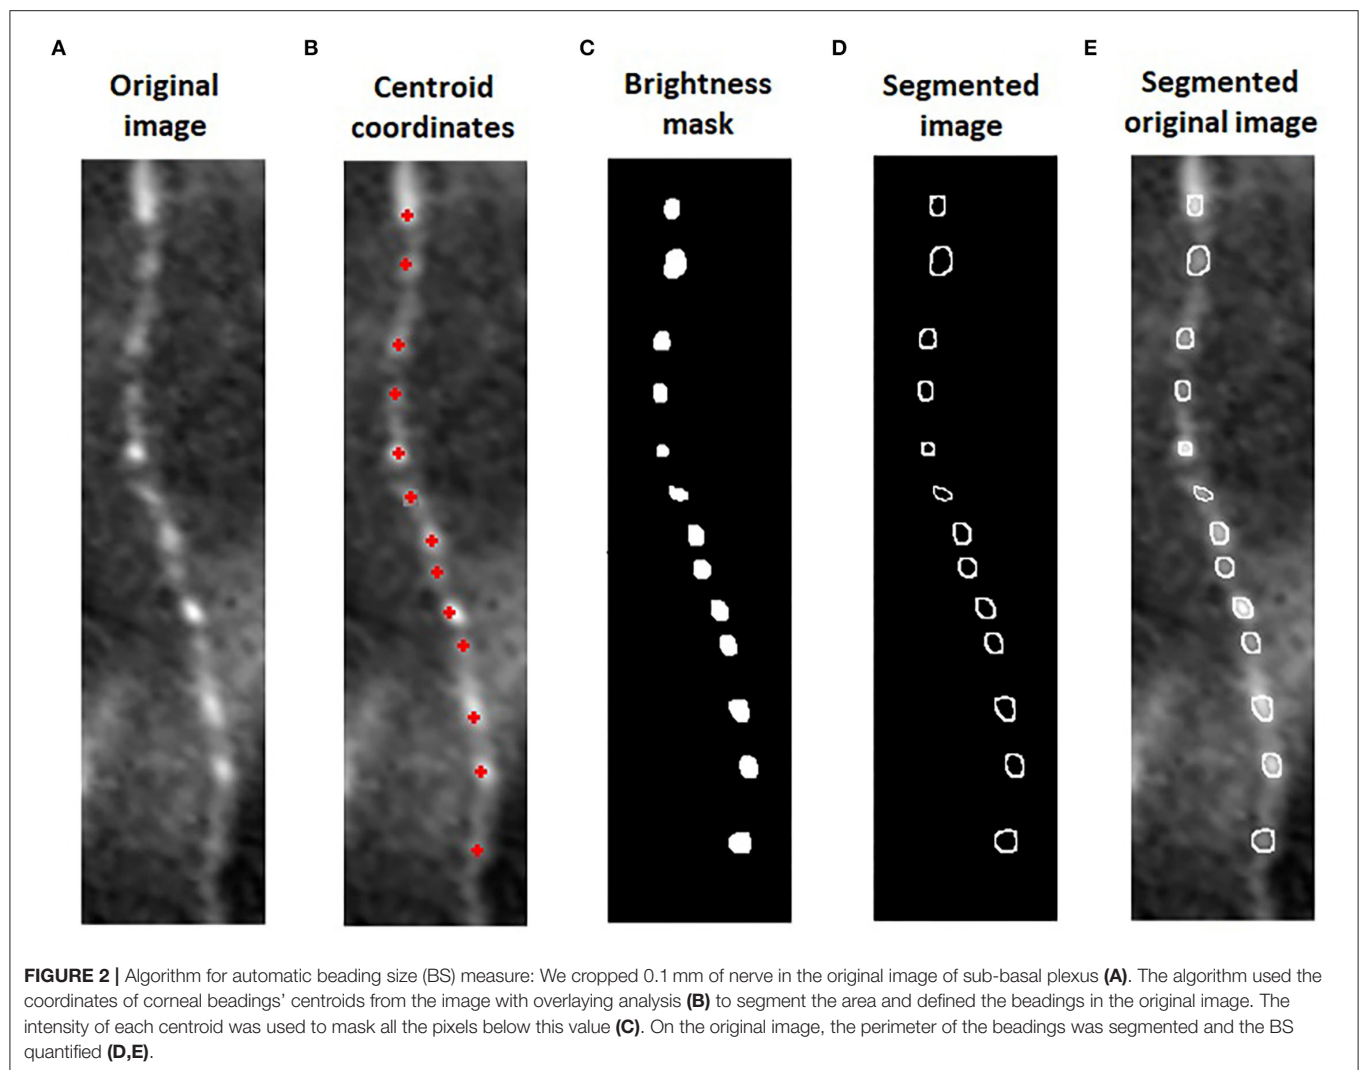 A
B
C
D
E
Original
image
Centroid
coordinates
Brightness
mask
Segmented
image
Segmented
original image
FIGURE 2 | Algorithm for automatic beading size (BS) measure: We cropped 0.1 mm of nerve in the original image of sub-basal plexus (A). The algorithm used the
coordinates of corneal beadings’ centroids from the image with overlaying analysis (B) to segment the area and defined the beadings in the original image. The
intensity of each centroid was used to mask all the pixels below this value (C). On the original image, the perimeter of the beadings was segmented and the BS
quantified (D,E).